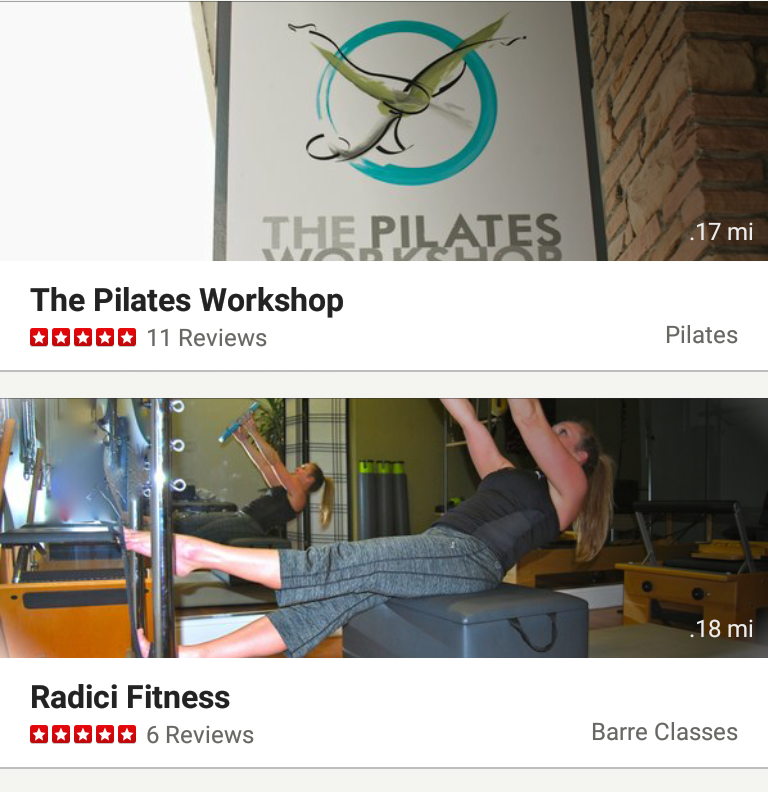 THE PILATES
WORKSHOP
.17 mi
The Pilates Workshop
11 Reviews
Pilates
.18 mi
Radici Fitness
6 Reviews
Barre Classes